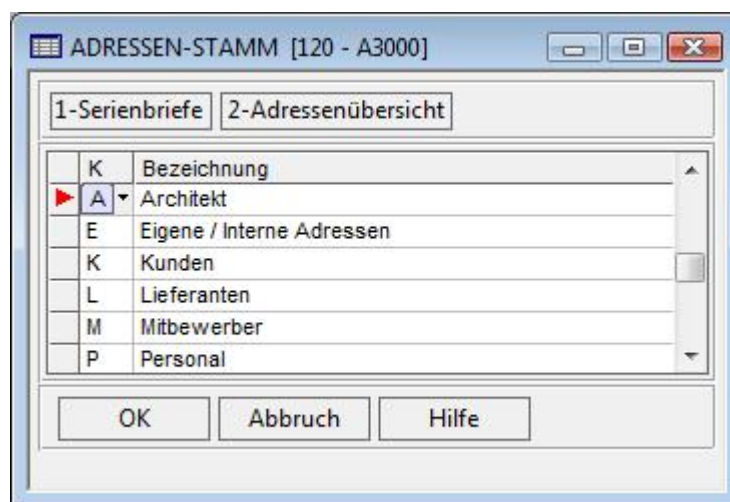 ADRESSEN-STAMM [120 - A3000]
1-Serienbriefe 2-Adressenübersicht
K Bezeichnung
A Architekt
E Eigene / Interne Adressen
K Kunden
L Lieferanten
M Mitbewerber
P Personal
OK Abbruch Hilfe